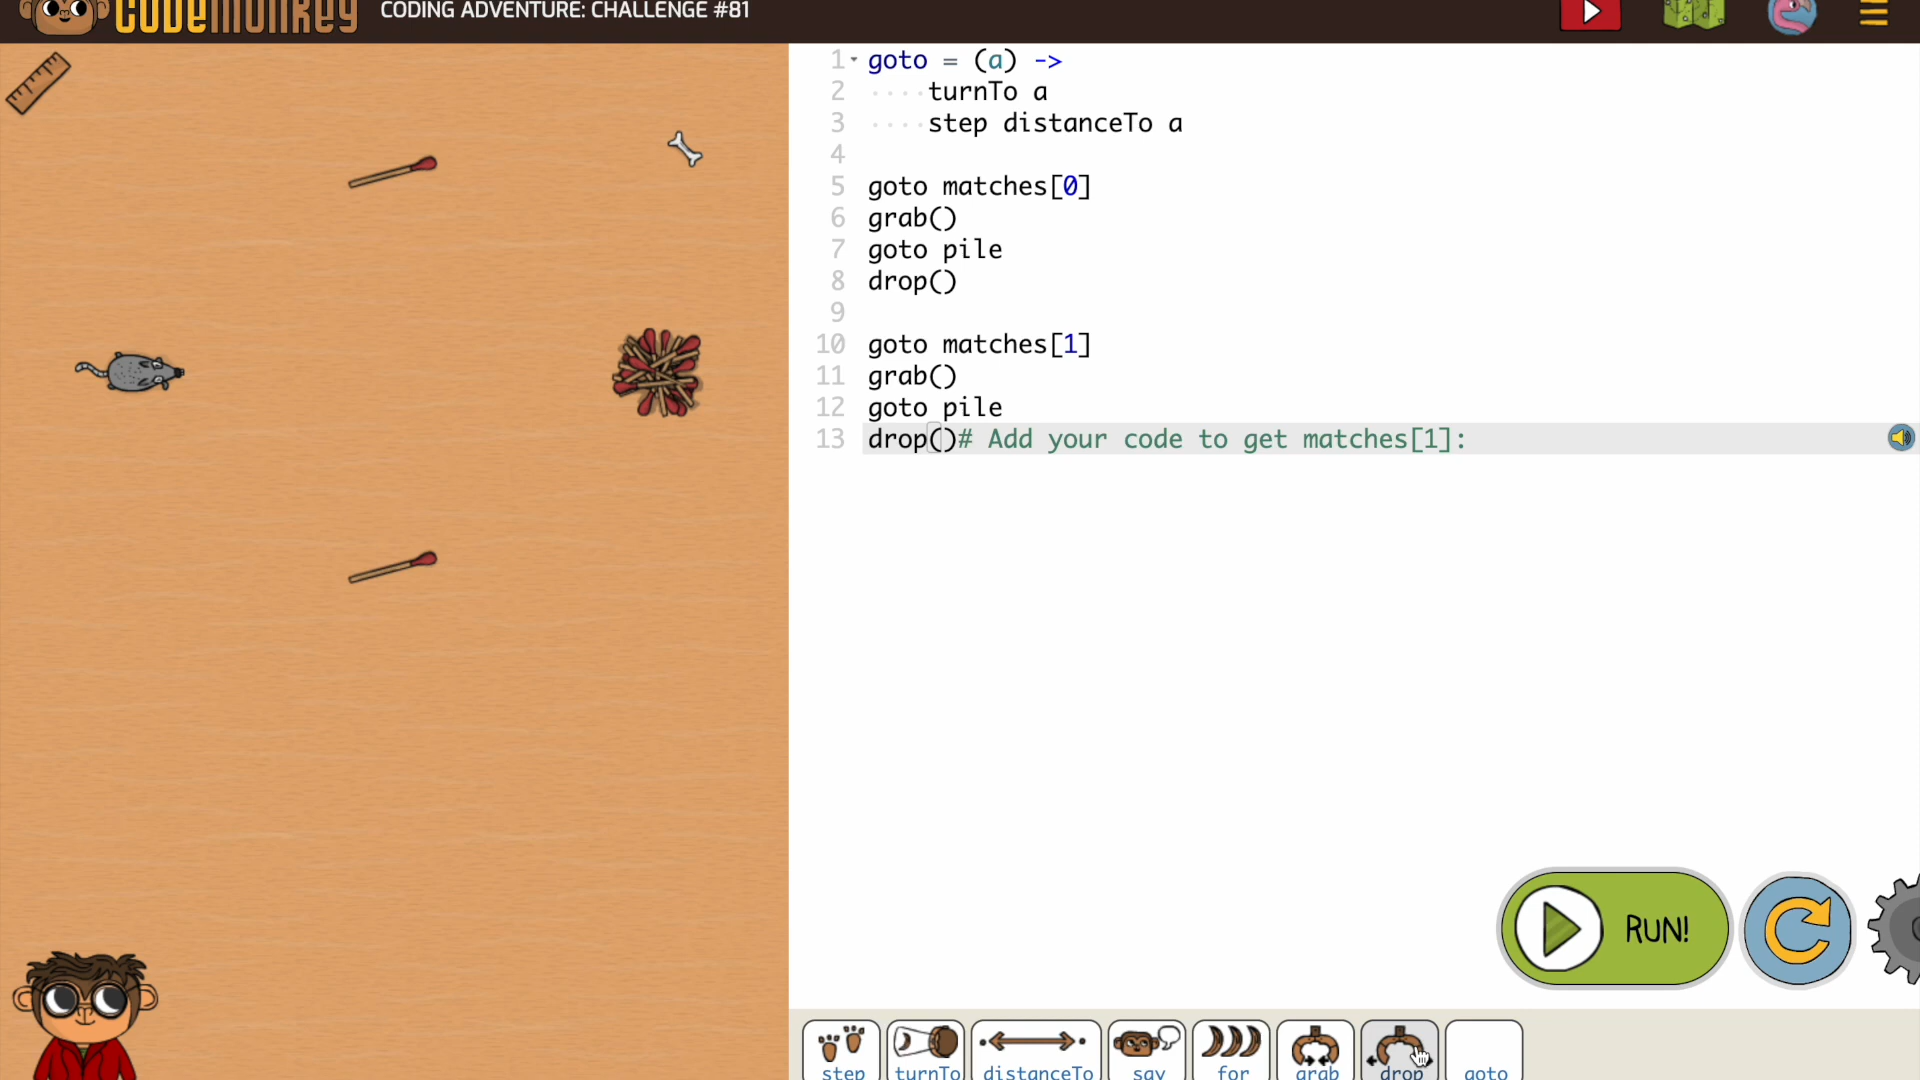 CODEMONKEY CODING ADVENTURE: CHALLENGE #81
1 goto = (a) ->
2 turnTo a
3 step distanceTo a
4
5 goto matches[0]
6 grab()
7 goto pile
8 drop()
9
10 goto matches[1]
11 grab()
12 goto pile
13 drop()# Add your code to get matches[1]:
RUN!
step turnTo distanceTo say for grab drop goto